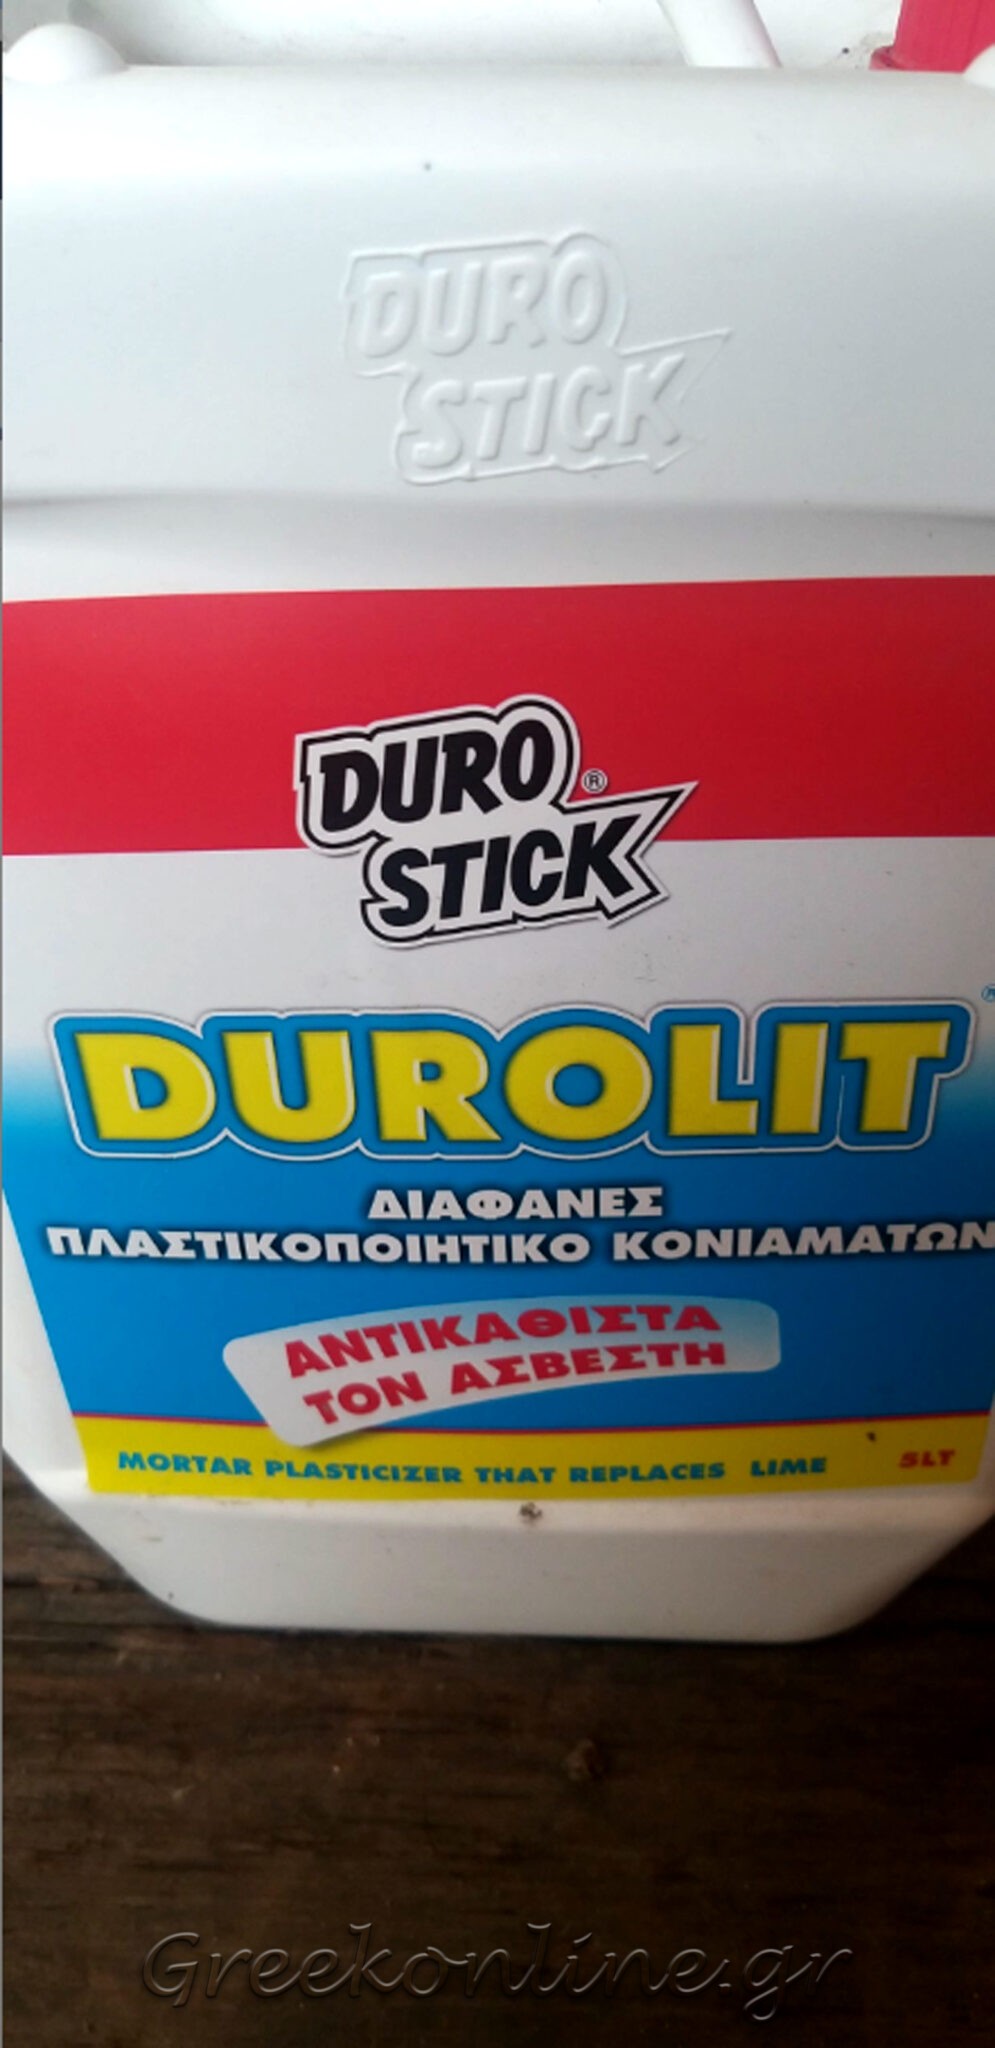 DURO
STICK
DURO
STICK ®
DUROLIT
ΔΙΑΦΑΝΕΣ
ΠΛΑΣΤΙΚΟΠΟΙΗΤΙΚΟ ΚΟΝΙΑΜΑΤΩΝ
ΑΝΤΙΚΑΘΙΣΤΑ
ΤΟΝ ΑΣΒΕΣΤΗ
MORTAR PLASTICIZER THAT REPLACES LIME 5LT
Greekonline.gr